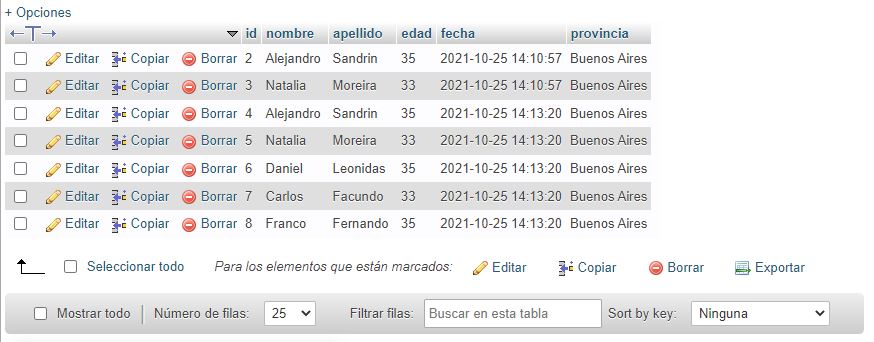 + Opciones
id nombre apellido edad fecha provincia
Editar Copiar Borrar 2 Alejandro Sandrin 35 2021-10-25 14:10:57 Buenos Aires
Editar Copiar Borrar 3 Natalia Moreira 33 2021-10-25 14:10:57 Buenos Aires
Editar Copiar Borrar 4 Alejandro Sandrin 35 2021-10-25 14:13:20 Buenos Aires
Editar Copiar Borrar 5 Natalia Moreira 33 2021-10-25 14:13:20 Buenos Aires
Editar Copiar Borrar 6 Daniel Leonidas 35 2021-10-25 14:13:20 Buenos Aires
Editar Copiar Borrar 7 Carlos Facundo 33 2021-10-25 14:13:20 Buenos Aires
Editar Copiar Borrar 8 Franco Fernando 35 2021-10-25 14:13:20 Buenos Aires
Seleccionar todo Para los elementos que están marcados: Editar Copiar Borrar Exportar
Mostrar todo Número de filas: 25 Filtrar filas: Buscar en esta tabla Sort by key: Ninguna